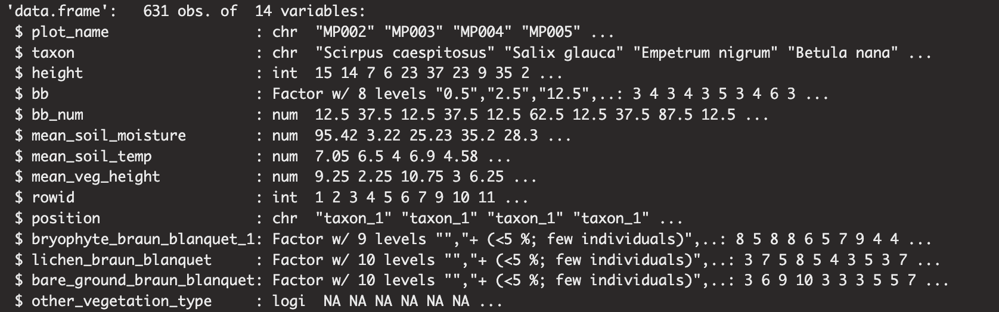 'data.frame':   631 obs. of  14 variables:
 $ plot_name                : chr  "MP002" "MP003" "MP004" "MP005" ...
 $ taxon                    : chr  "Scirpus caespitosus" "Salix glauca" "Empetrum nigrum" "Betula nana" ...
 $ height                   : int  15 14 7 6 23 37 23 9 35 2 ...
 $ bb                       : Factor w/ 8 levels "0.5","2.5","12.5",..: 3 4 3 4 3 5 3 4 6 3 ...
 $ bb_num                   : num  12.5 37.5 12.5 37.5 12.5 62.5 12.5 37.5 87.5 12.5 ...
 $ mean_soil_moisture       : num  95.42 3.22 25.23 35.2 28.3 ...
 $ mean_soil_temp           : num  7.05 6.5 4 6.9 4.58 ...
 $ mean_veg_height          : num  9.25 2.25 10.75 3 6.25 ...
 $ rowid                    : int  1 2 3 4 5 6 7 9 10 11 ...
 $ position                 : chr  "taxon_1" "taxon_1" "taxon_1" "taxon_1" ...
 $ bryophyte_braun_blanquet_1: Factor w/ 9 levels "","+ (<5 %; few individuals)",..: 8 5 8 8 6 5 7 9 4 4 ...
 $ lichen_braun_blanquet    : Factor w/ 10 levels "","+ (<5 %; few individuals)",..: 3 7 5 8 5 4 3 5 3 7 ...
 $ bare_ground_braun_blanquet: Factor w/ 10 levels "","+ (<5 %; few individuals)",..: 3 6 9 10 3 3 3 5 5 7 ...
 $ other_vegetation_type    : logi  NA NA NA NA NA NA ...